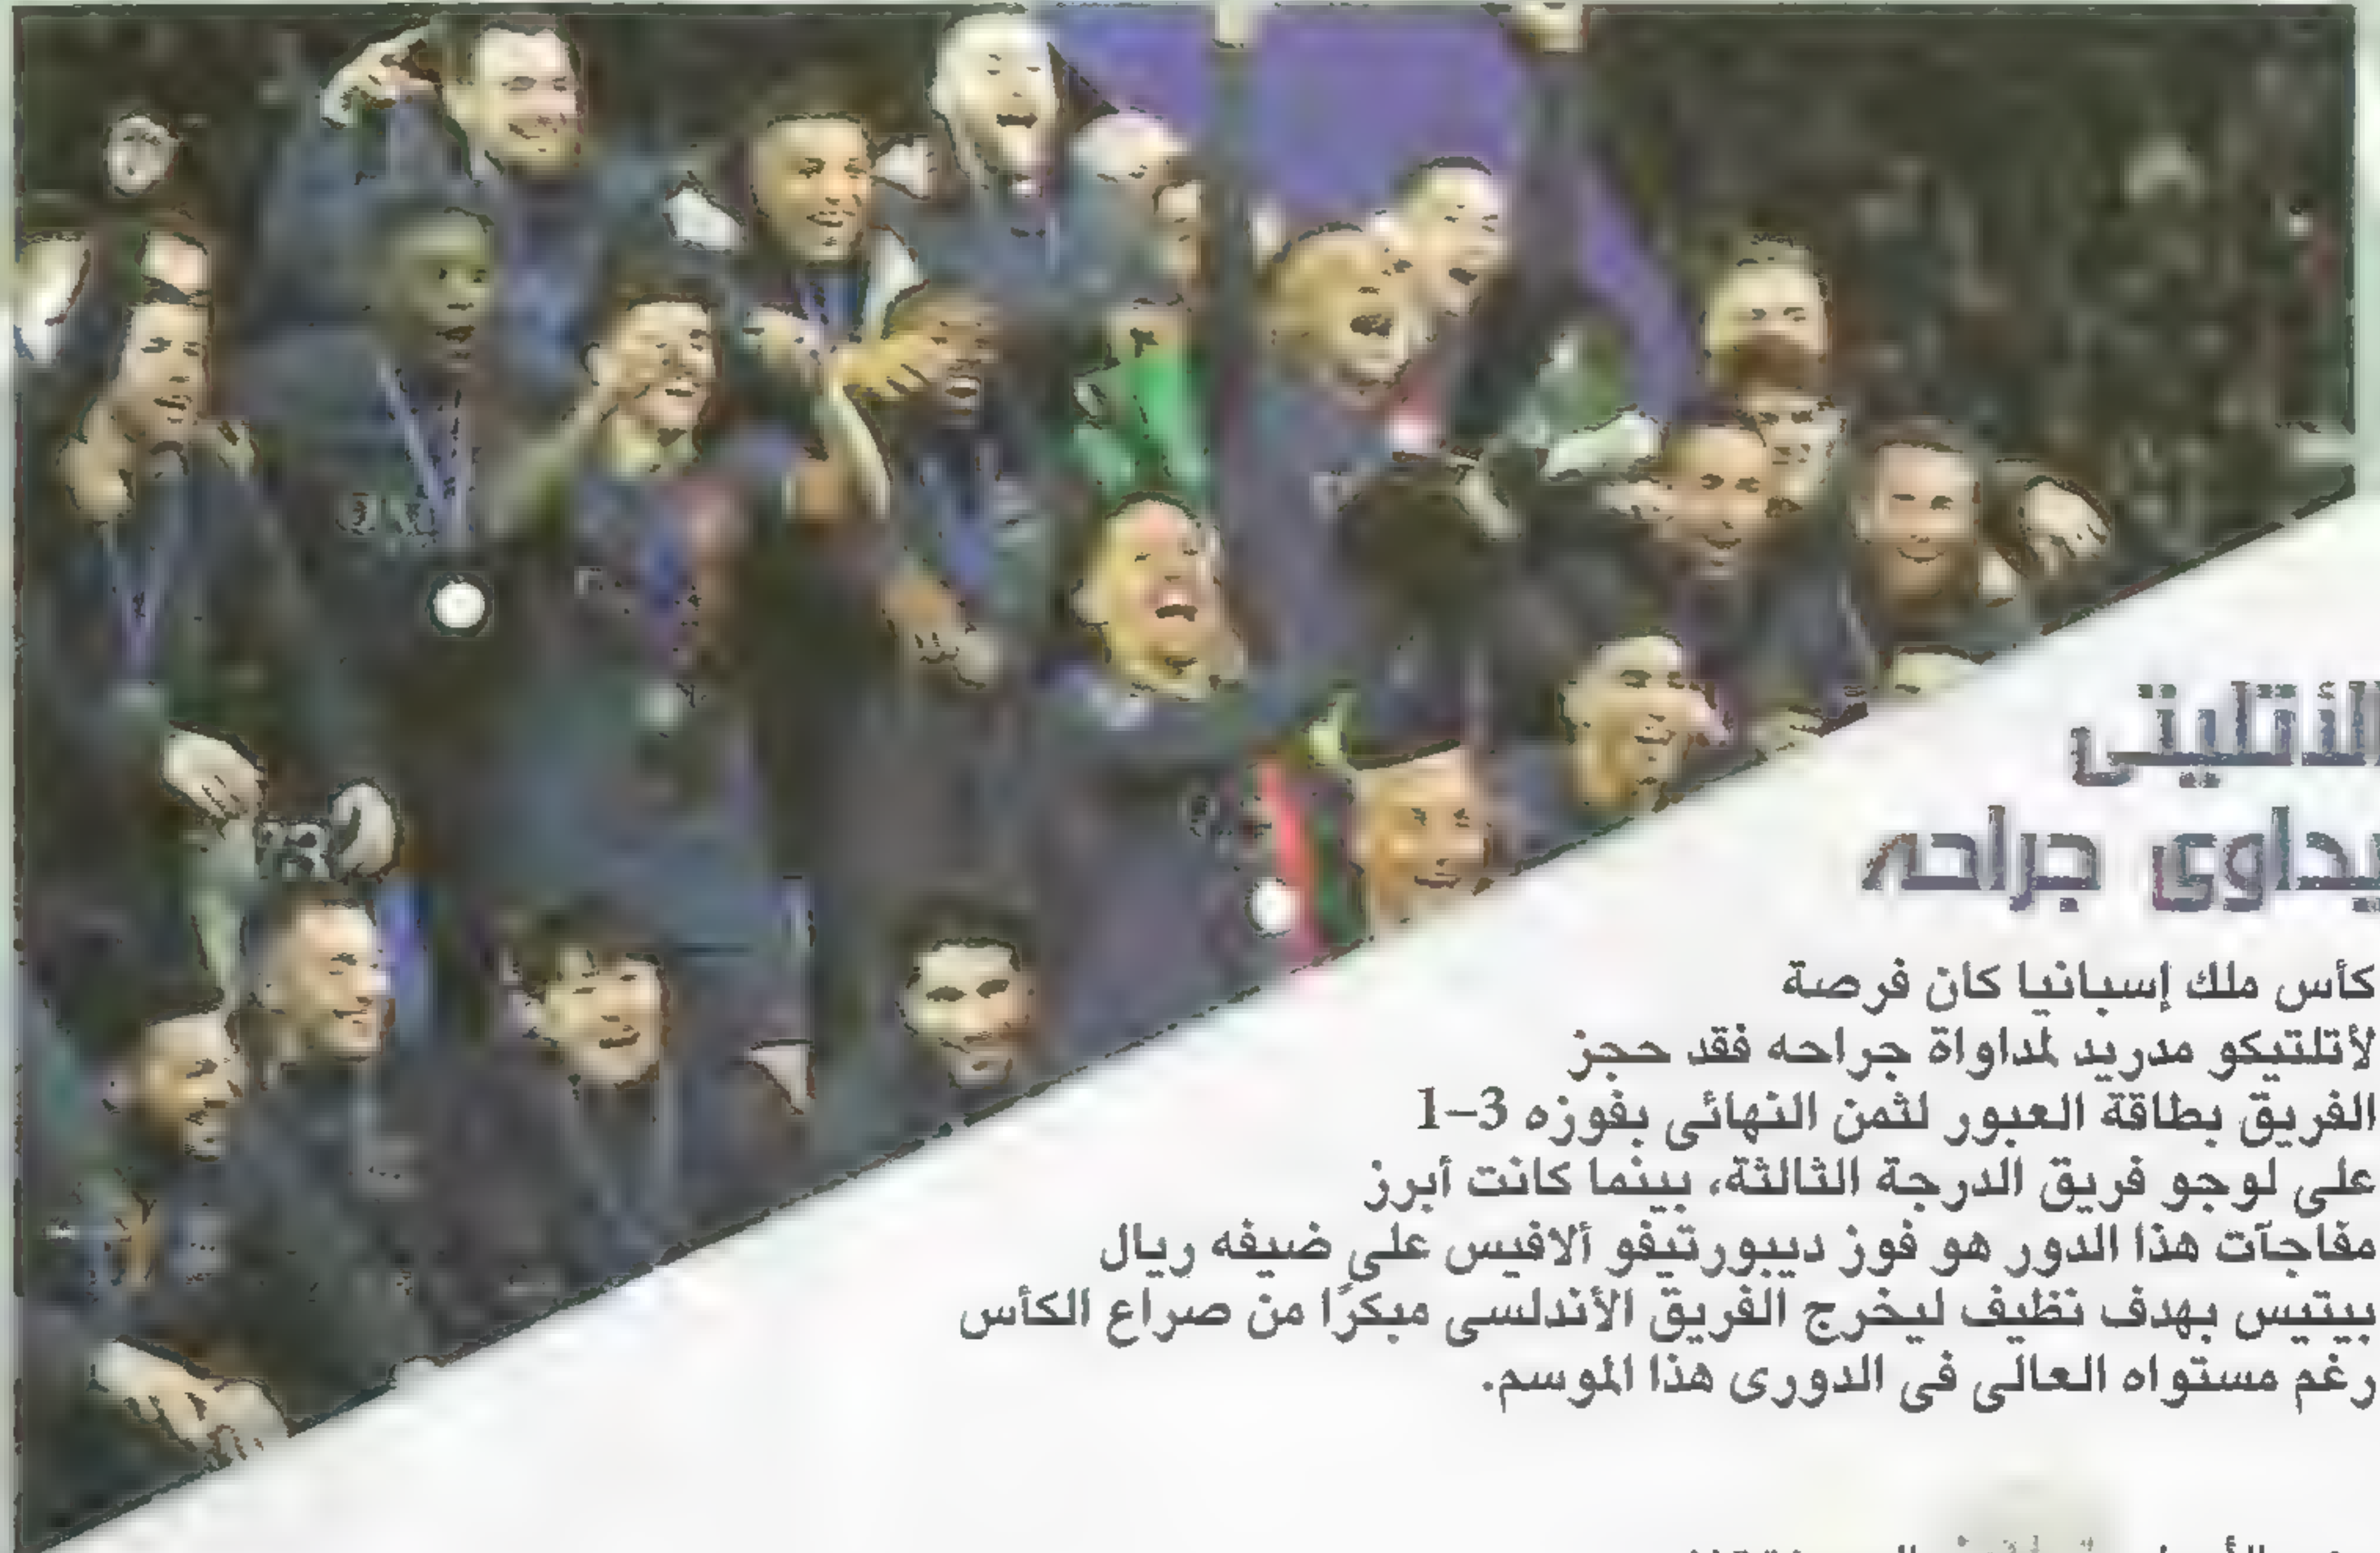 الأتليتى
يداوى جراحه
كأس ملك إسبانيا كان فرصة
لأتلتيكو مدريد لمداواة جراحه فقد حجز
الفريق بطاقة العبور لثمن النهائى بفوزه 3-1
على لوجو فريق الدرجة الثالثة، بينما كانت أبرز
مفاجآت هذا الدور هو فوز ديبورتيفو ألافيس على ضيفه ريال
بيتيس بهدف نظيف ليخرج الفريق الأندلسى مبكرًا من صراع الكأس
رغم مستواه العالى فى الدورى هذا الموسم.